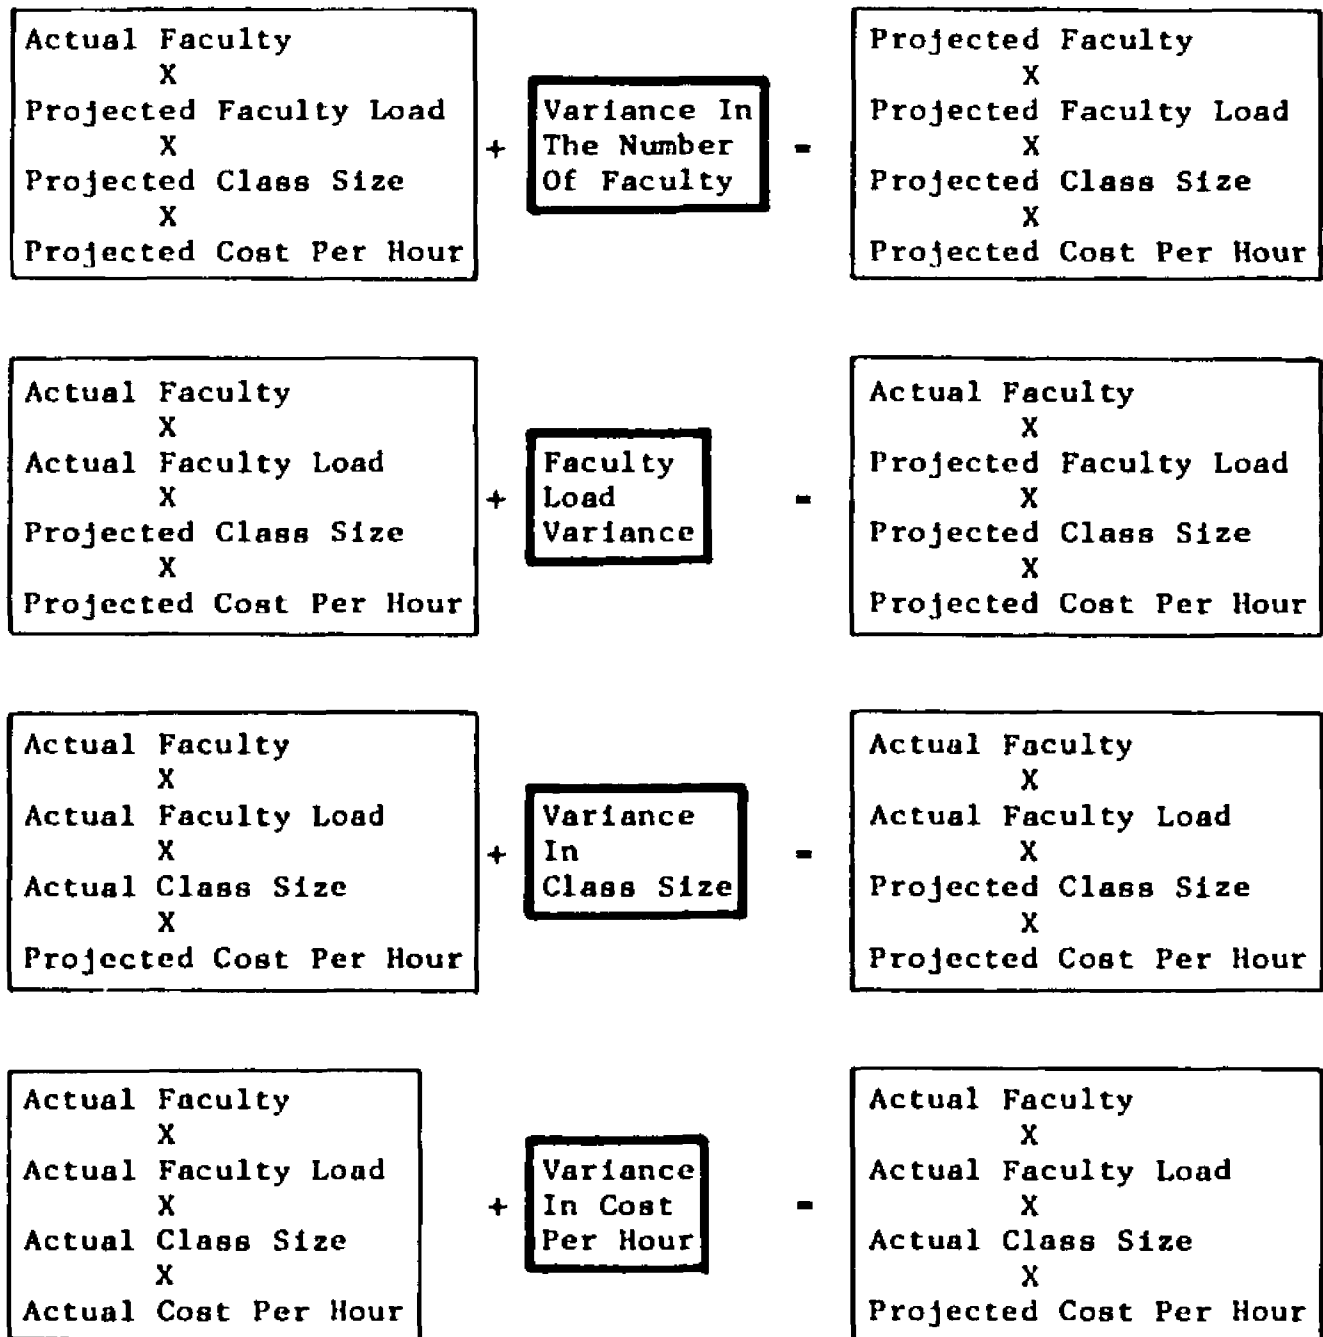 Actual Faculty
X
Projected Faculty Load
X
Projected Class Size
X
Projected Cost Per Hour
+
Variance In
The Number
Of Faculty
=
Projected Faculty
X
Projected Faculty Load
X
Projected Class Size
X
Projected Cost Per Hour
Actual Faculty
X
Actual Faculty Load
X
Projected Class Size
X
Projected Cost Per Hour
+
Faculty
Load
Variance
=
Actual Faculty
X
Projected Faculty Load
X
Projected Class Size
X
Projected Cost Per Hour
Actual Faculty
X
Actual Faculty Load
X
Actual Class Size
X
Projected Cost Per Hour
+
Variance
In
Class Size
=
Actual Faculty
X
Actual Faculty Load
X
Projected Class Size
X
Projected Cost Per Hour
Actual Faculty
X
Actual Faculty Load
X
Actual Class Size
X
Actual Cost Per Hour
+
Variance
In Cost
Per Hour
=
Actual Faculty
X
Actual Faculty Load
X
Actual Class Size
X
Projected Cost Per Hour